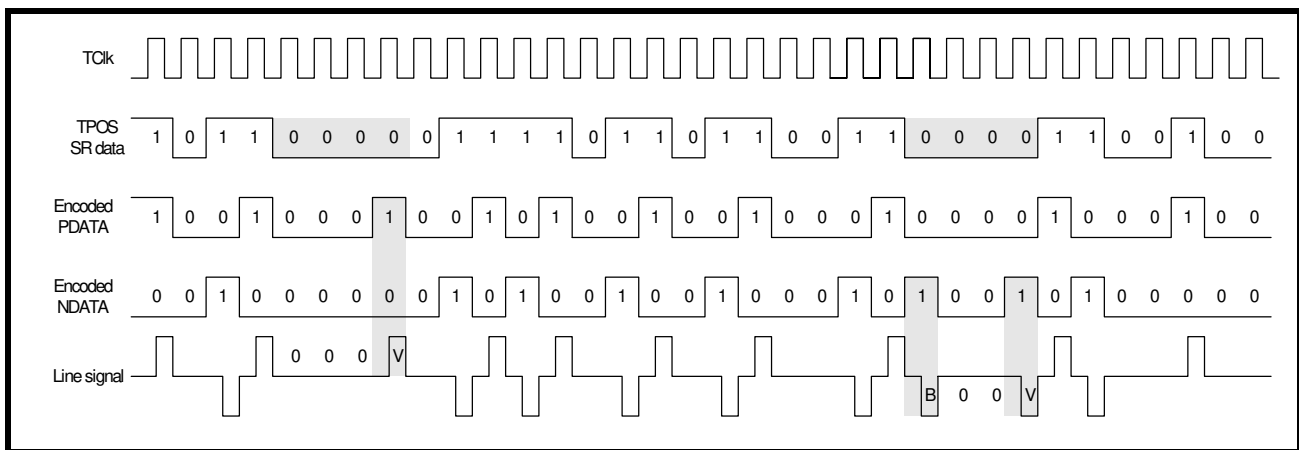 TClk
TPOS
SR data
1 0 1 1 0 0 0 0 0 1 1 1 1 0 1 1 0 1 1 0 0 1 1 0 0 0 0 1 1 0 0 1 0 0
Encoded
PDATA
1 0 0 1 0 0 0 1 0 0 1 0 1 0 0 1 0 0 1 0 0 0 1 0 0 0 0 1 0 0 0 1 0 0
Encoded
NDATA
0 0 1 0 0 0 0 0 0 1 0 1 0 0 1 0 0 1 0 0 0 1 0 1 0 0 1 0 1 0 0 0 0 0
Line signal
0 0 0 V
B 0 0 V